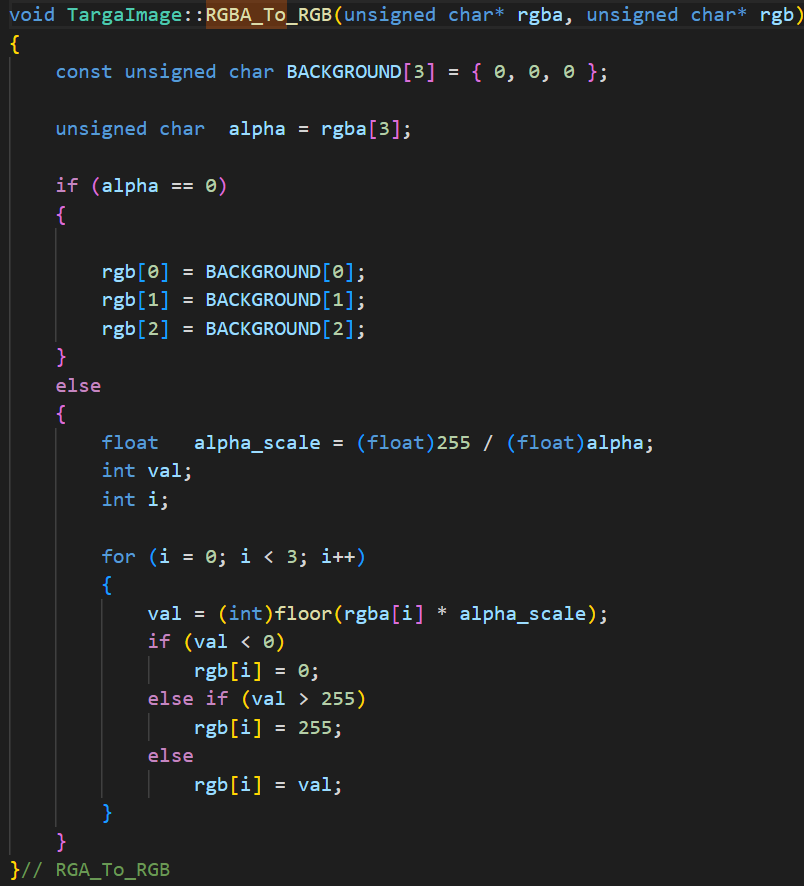 void TargaImage::RGBA_To_RGB(unsigned char* rgba, unsigned char* rgb)
{
    const unsigned char BACKGROUND[3] = { 0, 0, 0 };

    unsigned char  alpha = rgba[3];

    if (alpha == 0)
    {

        rgb[0] = BACKGROUND[0];
        rgb[1] = BACKGROUND[1];
        rgb[2] = BACKGROUND[2];
    }
    else
    {
        float   alpha_scale = (float)255 / (float)alpha;
        int val;
        int i;

        for (i = 0; i < 3; i++)
        {
            val = (int)floor(rgba[i] * alpha_scale);
            if (val < 0)
                rgb[i] = 0;
            else if (val > 255)
                rgb[i] = 255;
            else
                rgb[i] = val;
        }
    }
}// RGA_To_RGB